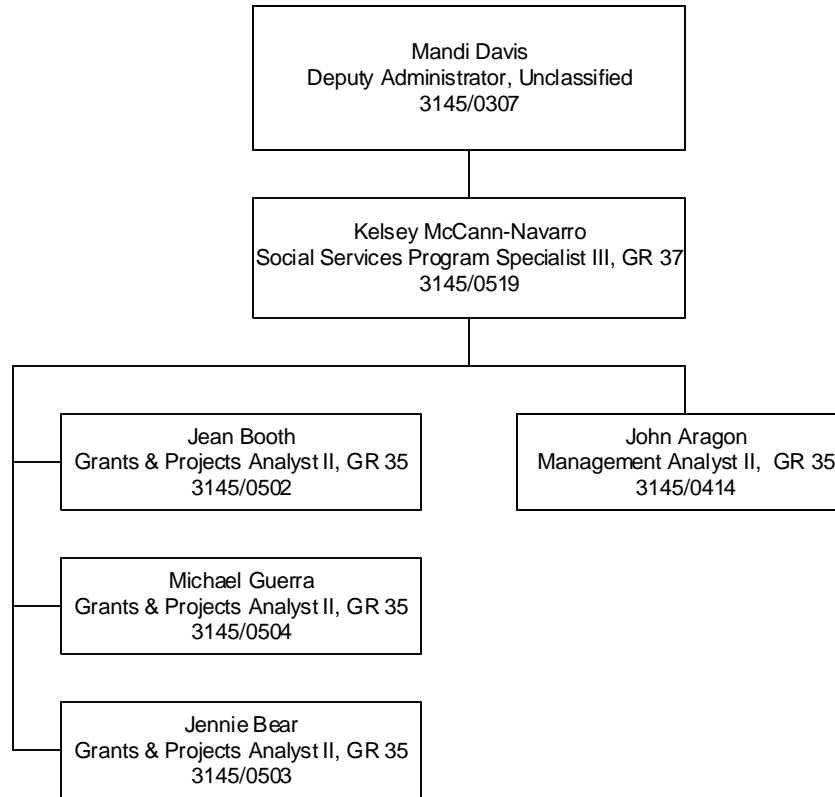 Mandi Davis
Deputy Administrator, Unclassified
3145/0307
Kelsey McCann-Navarro
Social Services Program Specialist III, GR 37
3145/0519
Jean Booth
Grants & Projects Analyst II, GR 35
3145/0502
John Aragon
Management Analyst II, GR 35
3145/0414
Michael Guerra
Grants & Projects Analyst II, GR 35
3145/0504
Jennie Bear
Grants & Projects Analyst II, GR 35
3145/0503